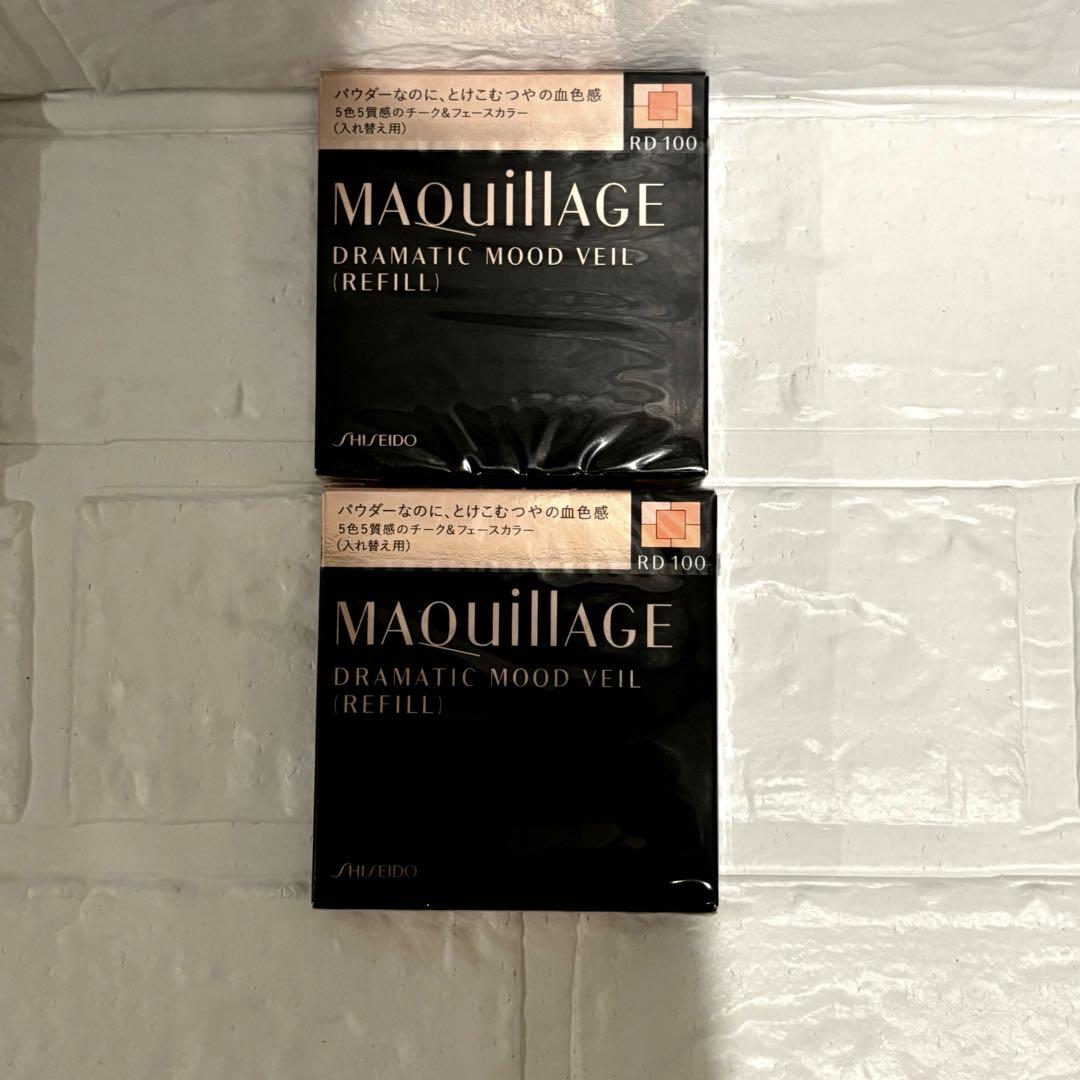 パウダーなのに、とけこむつやの血色感
5色5質感のチーク&フェースカラー
(入れ替え用)
RD 100
MAQuillAGE
DRAMATIC MOOD VEIL
(REFILL)
SHISEIDO
パウダーなのに、とけこむつやの血色感
5色5質感のチーク&フェースカラー
(入れ替え用)
RD 100
MAQuillAGE
DRAMATIC MOOD VEIL
(REFILL)
SHISEIDO